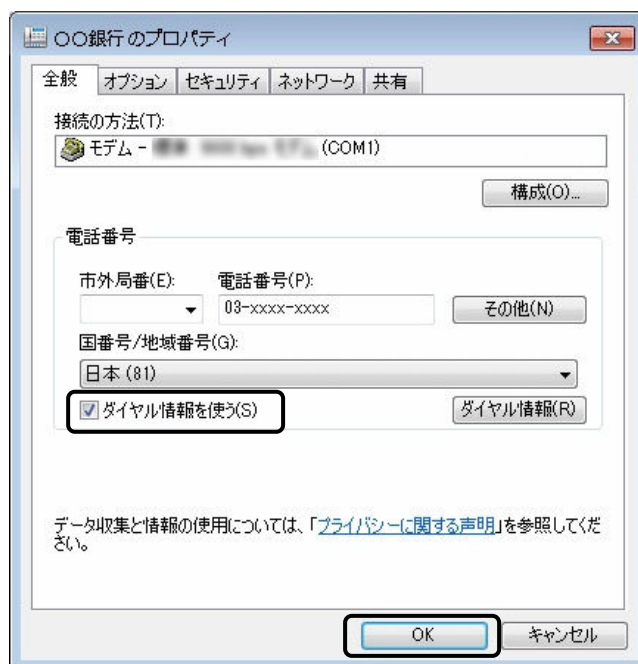 〇〇銀行のプロパティ
全般 オプション セキュリティ ネットワーク 共有
接続の方法(T):
モデム - (COM1)
構成(O)...
電話番号
市外局番(E): 電話番号(P):
03-xxxx-xxxx その他(N)
国番号/地域番号(G):
日本 (81)
ダイヤル情報を使う(S) ダイヤル情報(R)
データ収集と情報の使用については、「プライバシーに関する声明」を参照してくだ
さい。
OK キャンセル